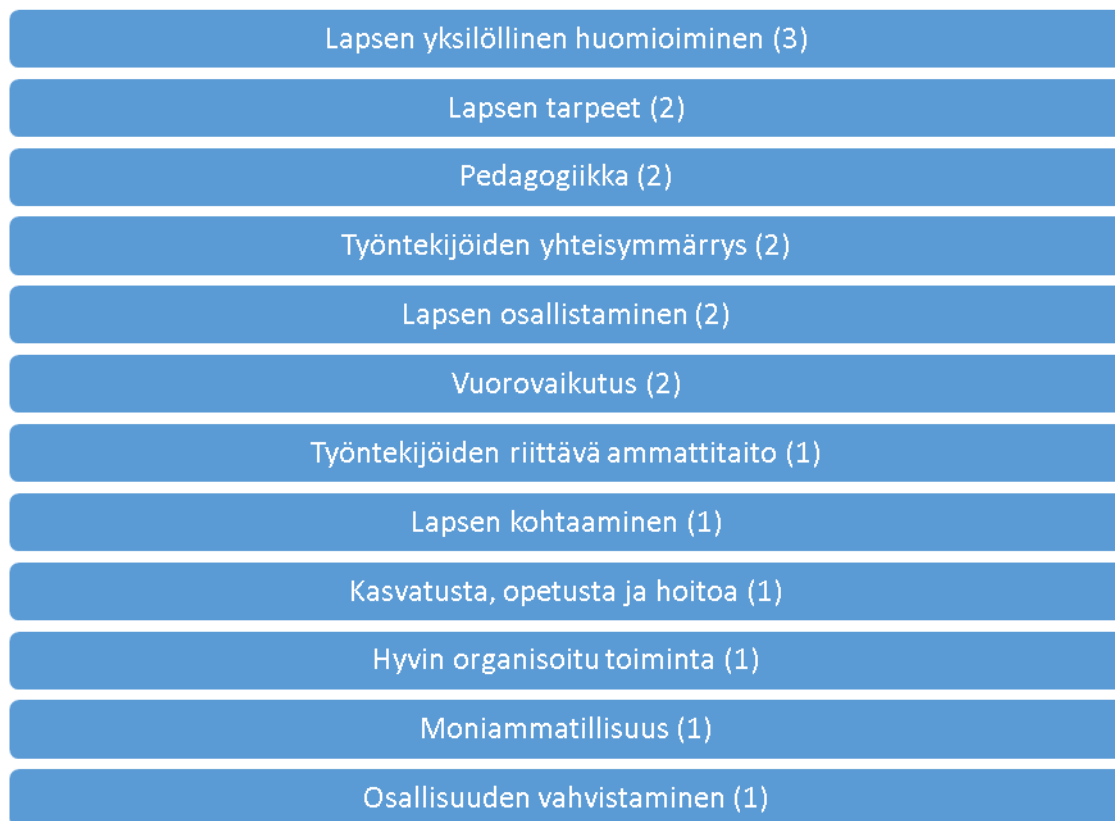 Lapsen yksilöllinen huomioiminen (3)
Lapsen tarpeet (2)
Pedagogiikka (2)
Työntekijöiden yhteisymmärrys (2)
Lapsen osallistaminen (2)
Vuorovaikutus (2)
Työntekijöiden riittävä ammattitaito (1)
Lapsen kohtaaminen (1)
Kasvatusta, opetusta ja hoitoa (1)
Hyvin organisoitu toiminta (1)
Moniammatillisuus (1)
Osallisuuden vahvistaminen (1)